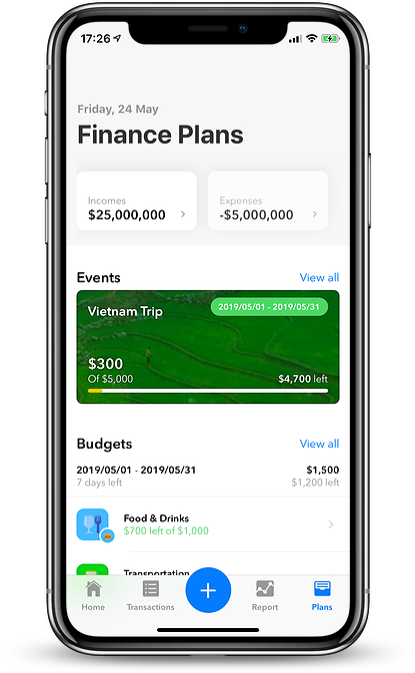 17:26
Friday, 24 May
Finance Plans
Incomes
$25,000,000
Expenses
-$5,000,000
Events
View all
Vietnam Trip
2019/05/01 - 2019/05/31
$300
Of $5,000
$4,700 left
Budgets
View all
2019/05/01 - 2019/05/31
$1,500
7 days left
$1,200 left
Food & Drinks
$700 left of $1,000
Transportation
Home
Transactions
Report
Plans